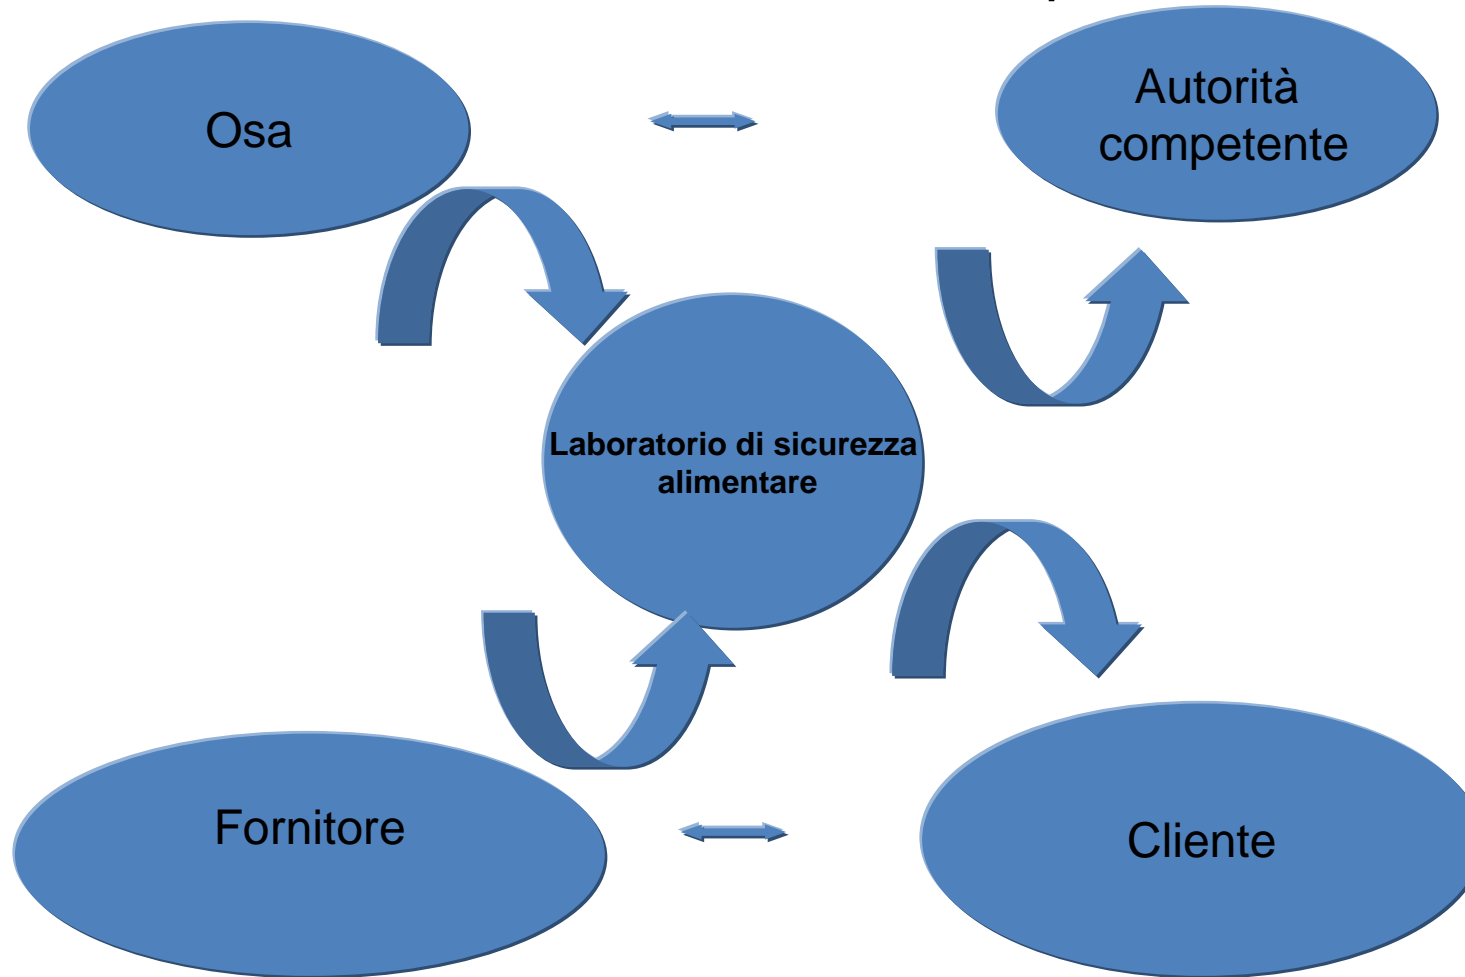 Osa
Autorità
competente
Laboratorio di sicurezza
alimentare
Fornitore
Cliente